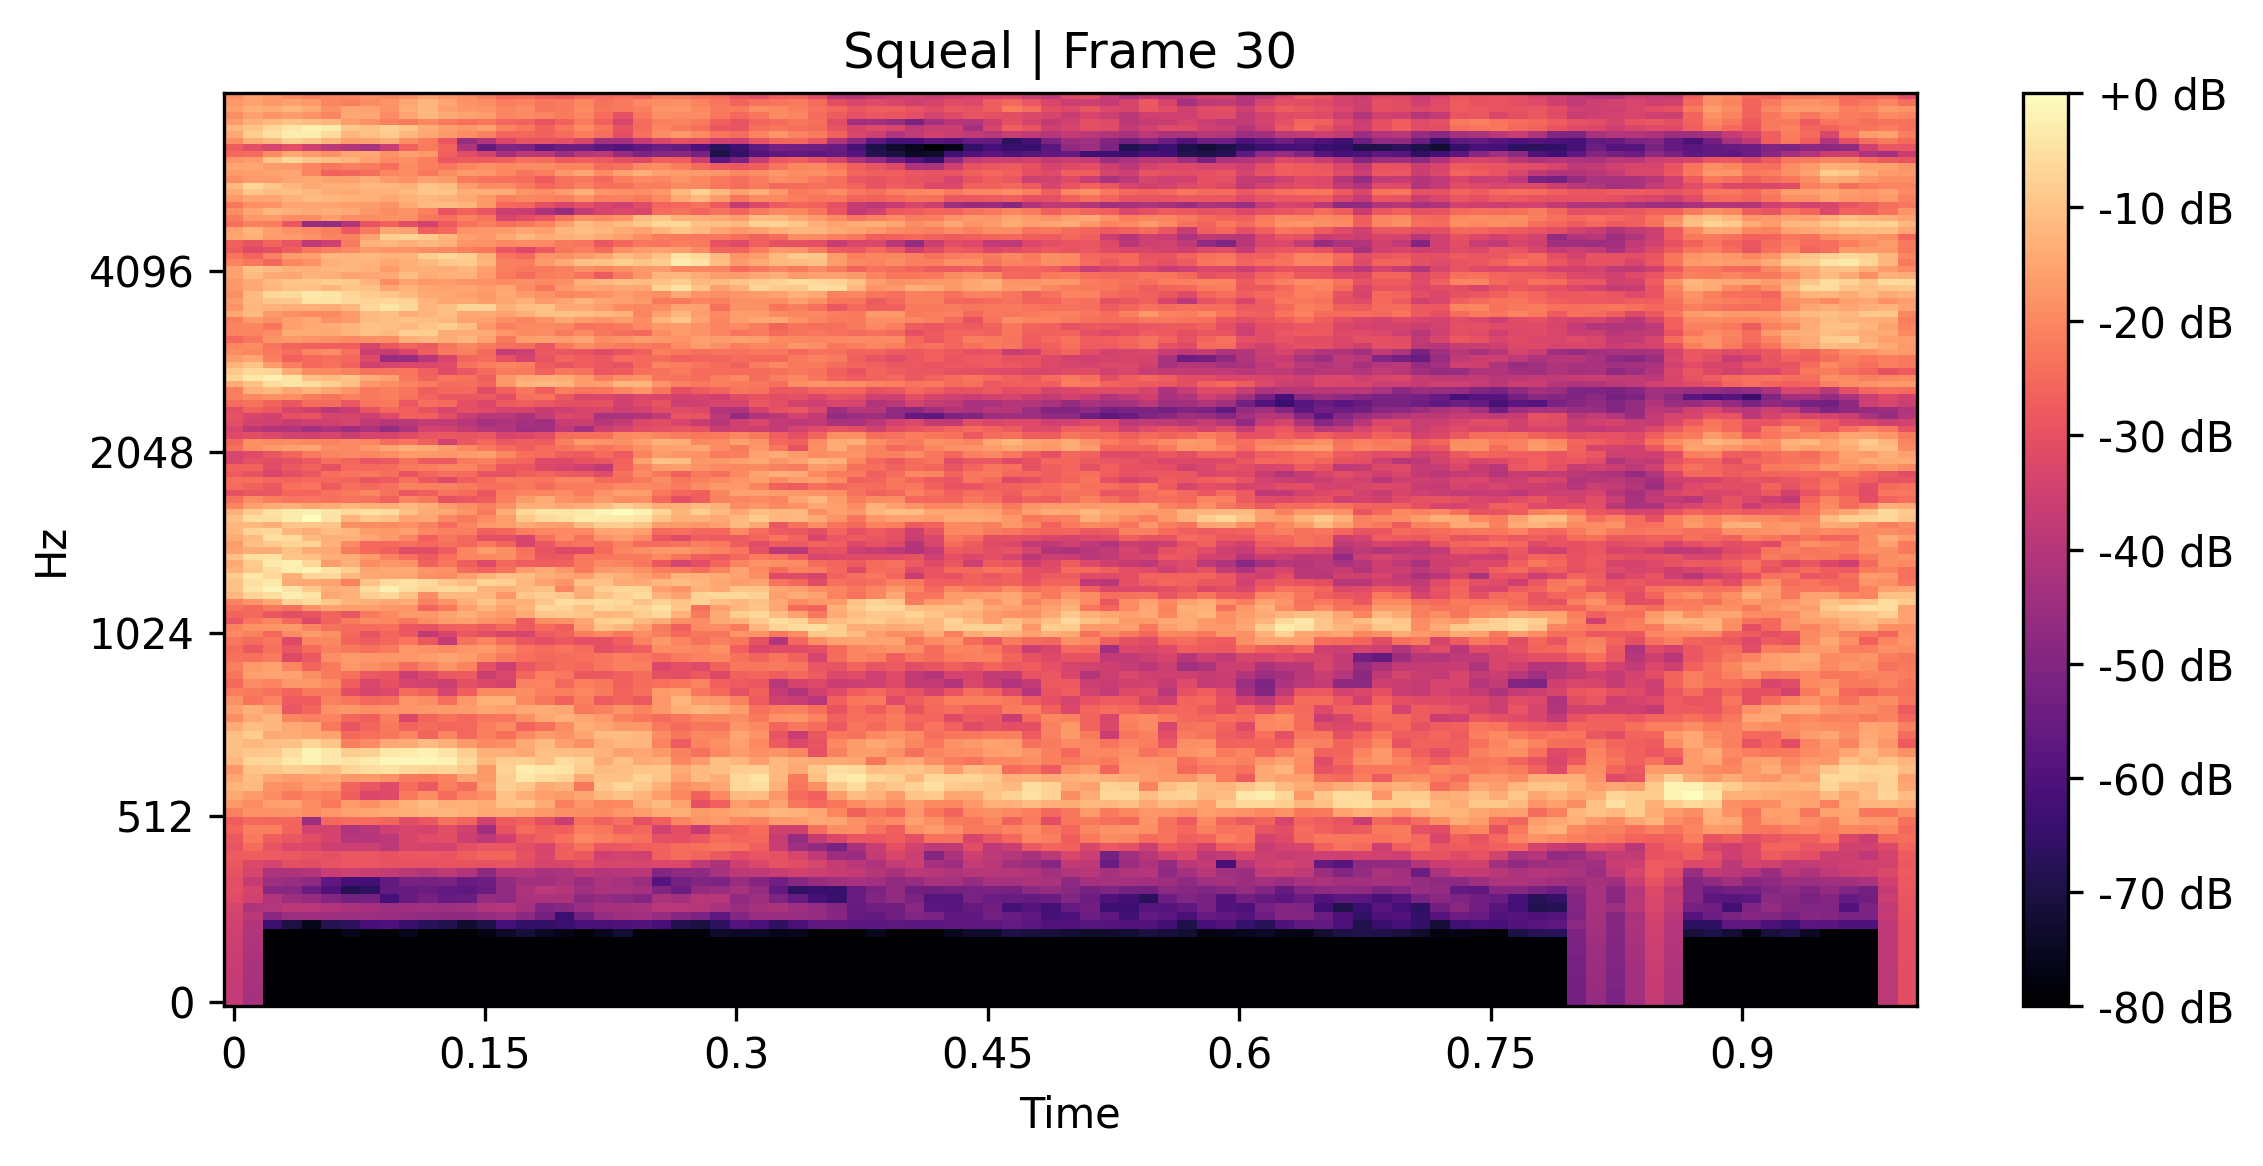 Squeal | Frame 30
+0 dB
-10 dB
-20 dB
-30 dB
-40 dB
-50 dB
-60 dB
-70 dB
-80 dB
Hz
4096
2048
1024
512
0
0 0.15 0.3 0.45 0.6 0.75 0.9
Time